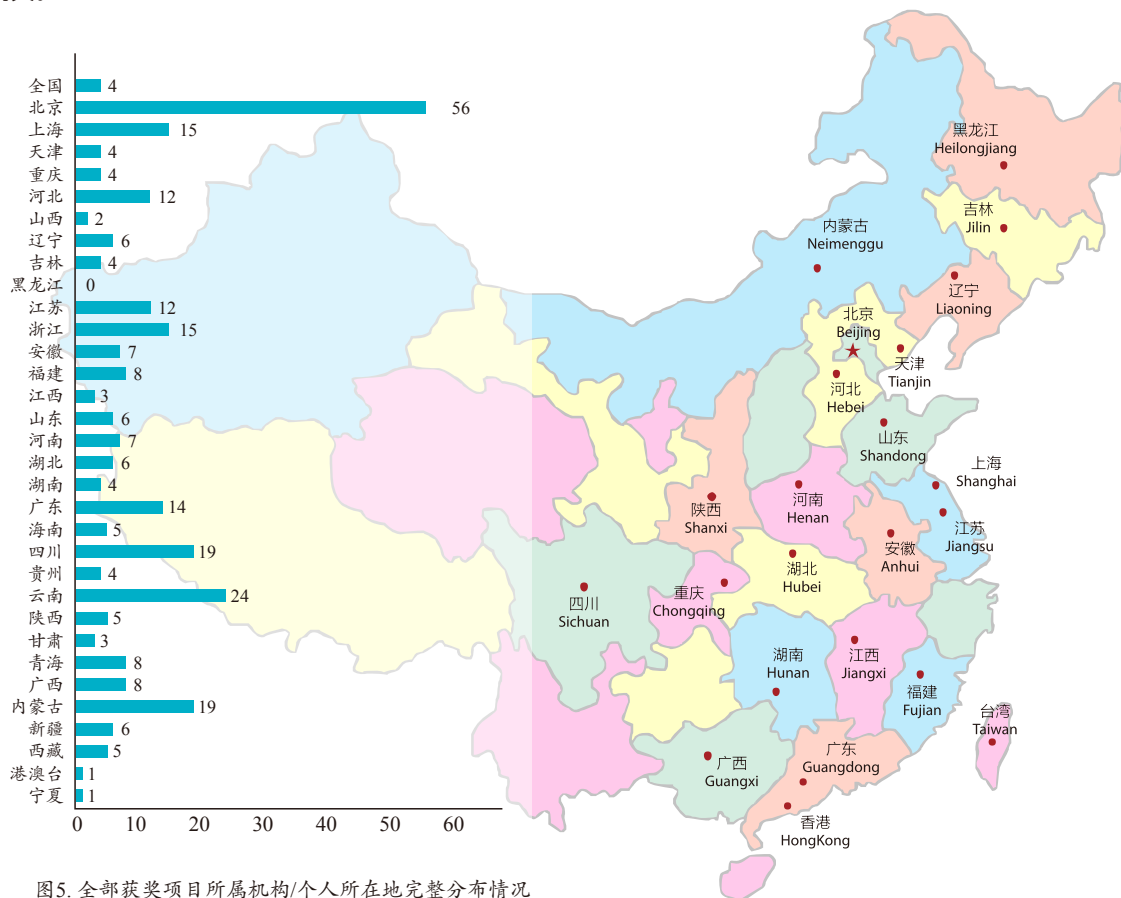 全国 4
北京 56
上海 15
天津 4
重庆 4
河北 12
山西 2
辽宁 6
吉林 4
黑龙江 0
江苏 12
浙江 15
安徽 7
福建 8
江西 3
山东 6
河南 7
湖北 6
湖南 4
广东 14
海南 5
四川 19
贵州 4
云南 24
陕西 5
甘肃 3
青海 8
广西 8
内蒙古 19
新疆 6
西藏 5
港澳台 1
宁夏 1
0 10 20 30 40 50 60
黑龙江
Heilongjiang
吉林
Jilin
内蒙古
Neimenggu
辽宁
Liaoning
北京
Beijing
天津
Tianjin
河北
Hebei
山东
Shandong
上海
Shanghai
陕西
Shanxi
河南
Henan
江苏
Jiangsu
安徽
Anhui
湖北
Hubei
重庆
Chongqing
四川
Sichuan
湖南
Hunan
江西
Jiangxi
福建
Fujian
台湾
Taiwan
广西
Guangxi
广东
Guangdong
香港
HongKong
图5. 全部获奖项目所属机构/个人所在地完整分布情况